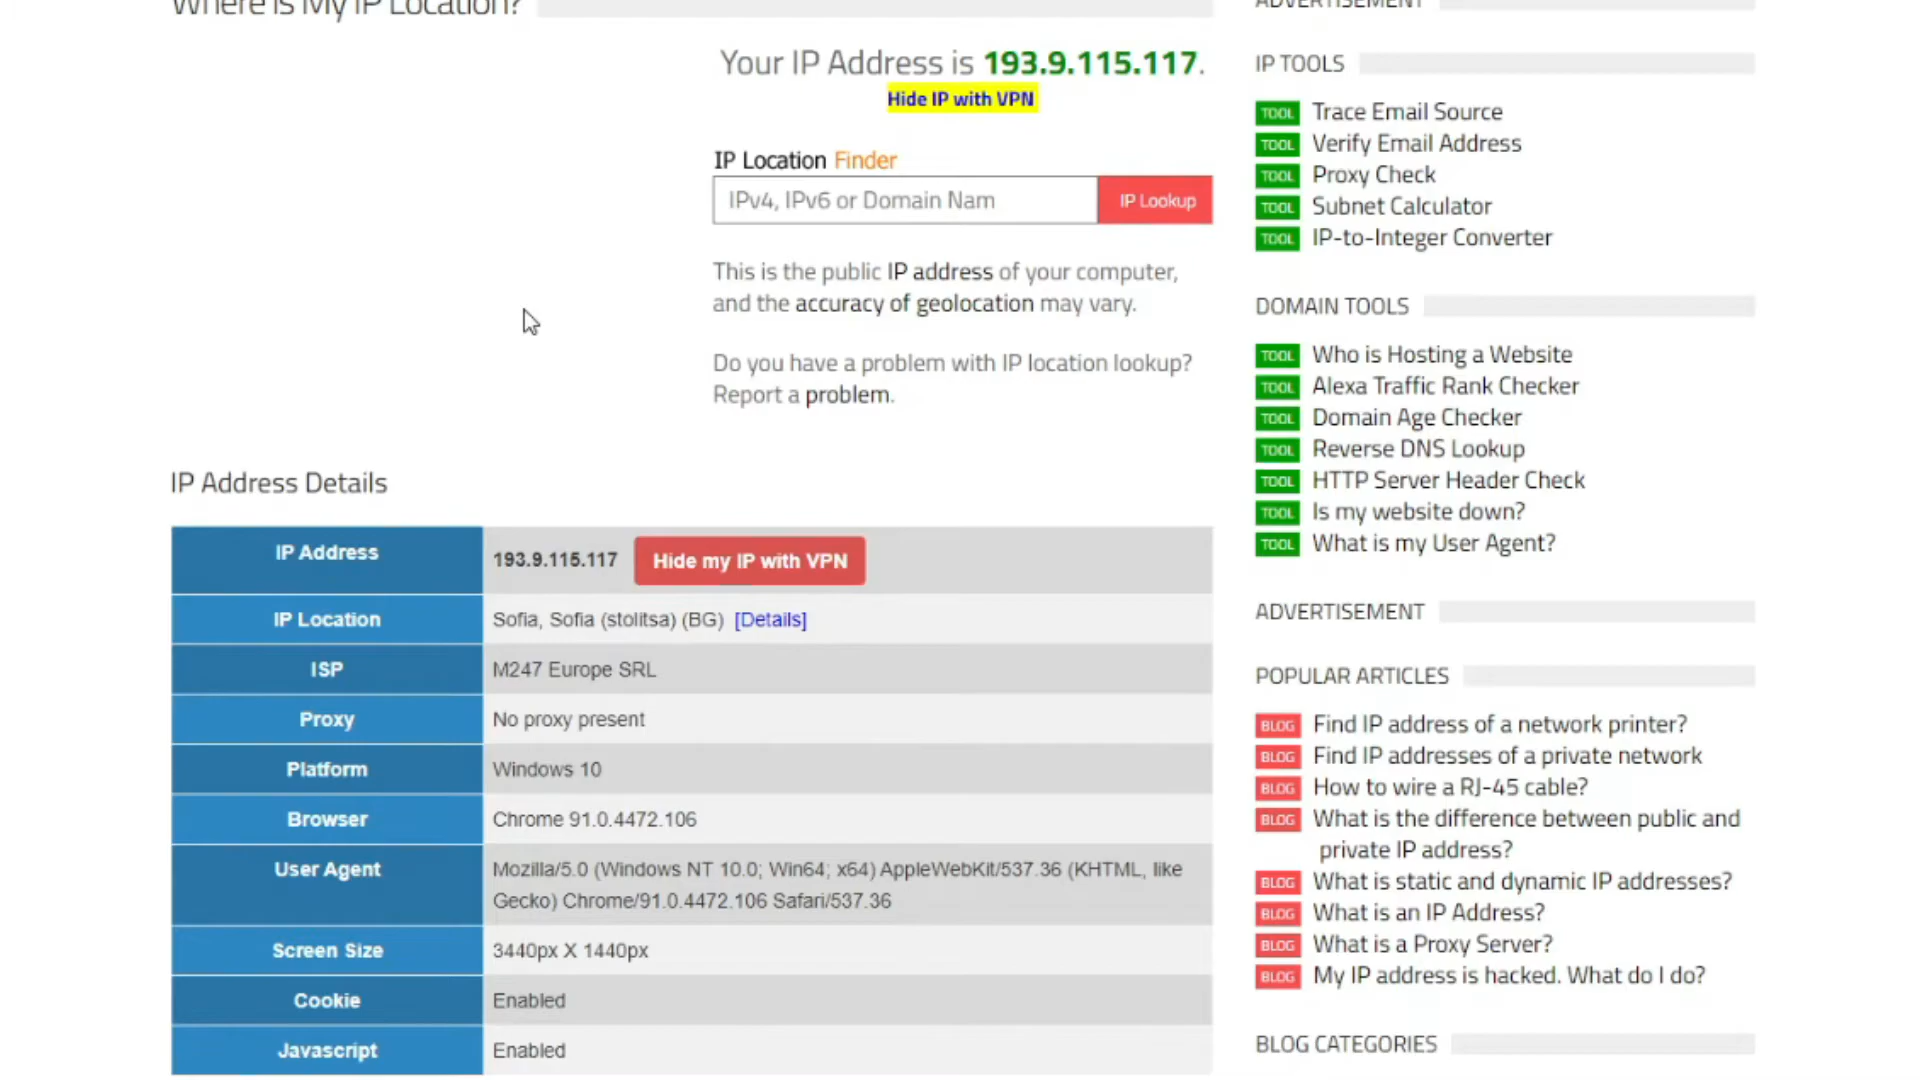 Where is My IP Location?
Your IP Address is 193.9.115.117.
Hide IP with VPN
IP Location Finder
IPv4, IPv6 or Domain Nam
IP Lookup
This is the public IP address of your computer,
and the accuracy of geolocation may vary.
Do you have a problem with IP location lookup?
Report a problem.
IP Address Details
IP Address 193.9.115.117 Hide my IP with VPN
IP Location Sofia, Sofia (stolitsa) (BG) [Details]
ISP M247 Europe SRL
Proxy No proxy present
Platform Windows 10
Browser Chrome 91.0.4472.106
User Agent Mozilla/5.0 (Windows NT 10.0; Win64; x64) AppleWebKit/537.36 (KHTML, like
Gecko) Chrome/91.0.4472.106 Safari/537.36
Screen Size 3440px X 1440px
Cookie Enabled
Javascript Enabled
ADVERTISEMENT
IP TOOLS
TOOL Trace Email Source
TOOL Verify Email Address
TOOL Proxy Check
TOOL Subnet Calculator
TOOL IP-to-Integer Converter
DOMAIN TOOLS
TOOL Who is Hosting a Website
TOOL Alexa Traffic Rank Checker
TOOL Domain Age Checker
TOOL Reverse DNS Lookup
TOOL HTTP Server Header Check
TOOL Is my website down?
TOOL What is my User Agent?
ADVERTISEMENT
POPULAR ARTICLES
BLOG Find IP address of a network printer?
BLOG Find IP addresses of a private network
BLOG How to wire a RJ-45 cable?
BLOG What is the difference between public and
private IP address?
BLOG What is static and dynamic IP addresses?
BLOG What is an IP Address?
BLOG What is a Proxy Server?
BLOG My IP address is hacked. What do I do?
BLOG CATEGORIES